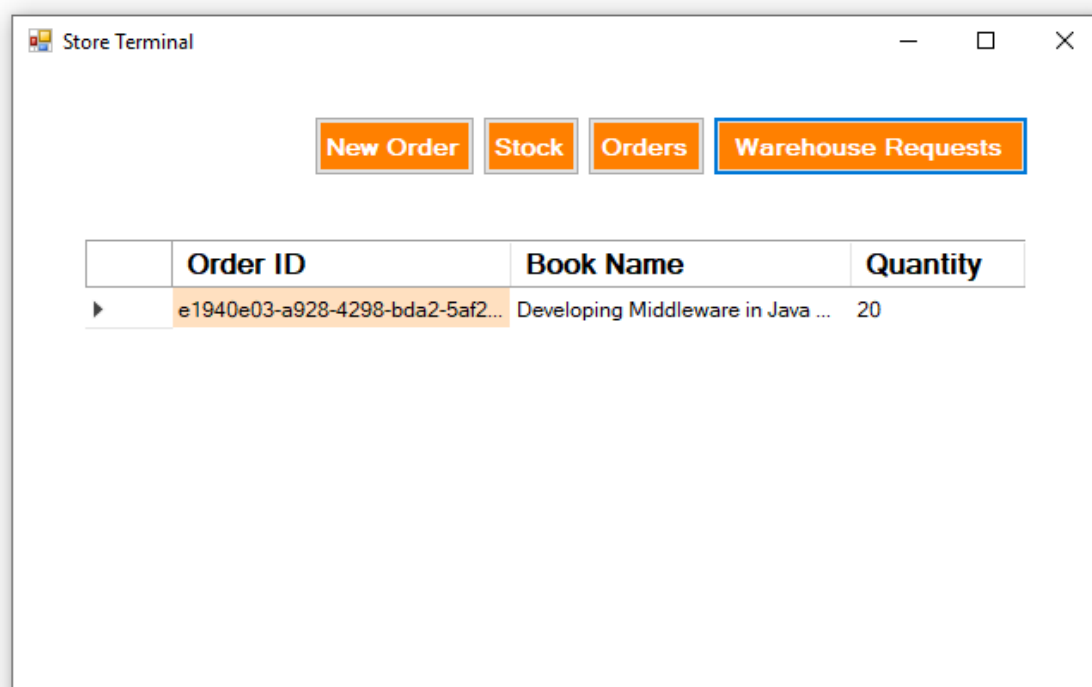 Store Terminal
New Order Stock Orders Warehouse Requests
Order ID Book Name Quantity
e1940e03-a928-4298-bda2-5af2... Developing Middleware in Java ... 20